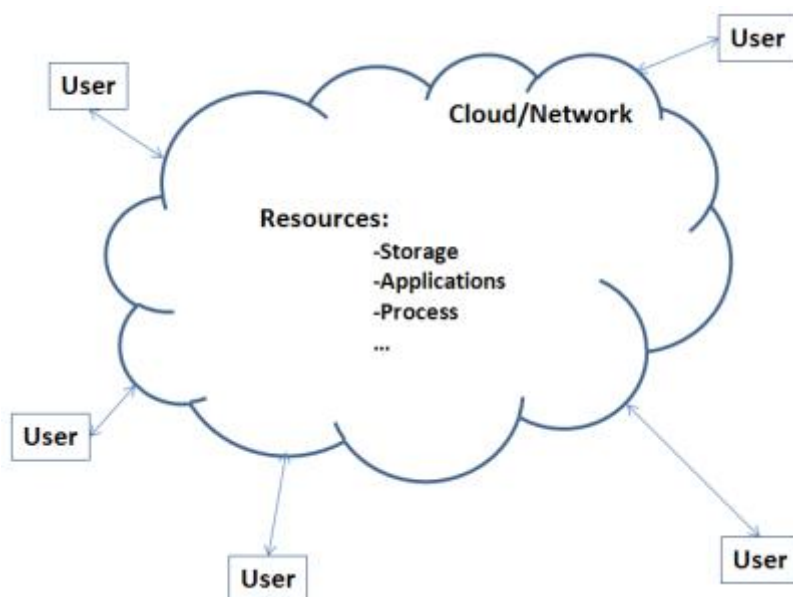 User
User
Cloud/Network
Resources:
-Storage
-Applications
-Process
...
User
User
User